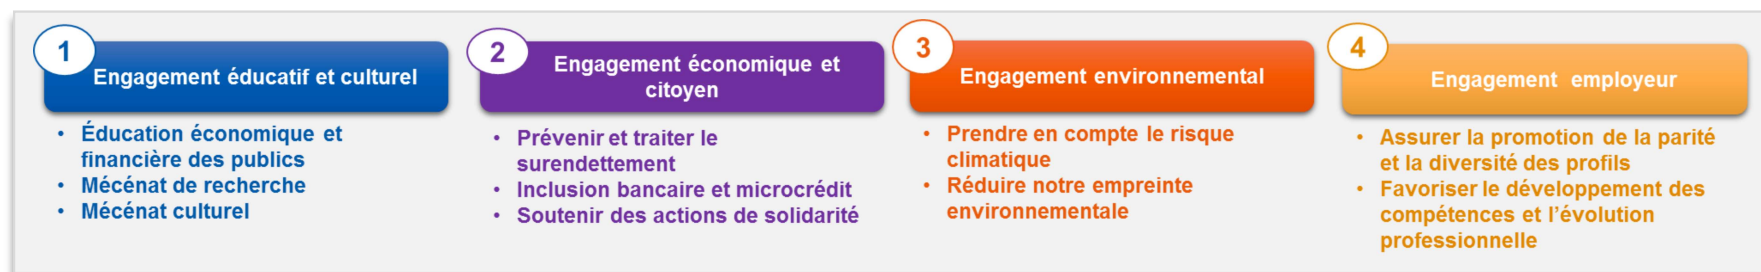 1
Engagement éducatif et culturel
• Éducation économique et
financière des publics
• Mécénat de recherche
• Mécénat culturel
2
Engagement économique et
citoyen
• Prévenir et traiter le
surendettement
• Inclusion bancaire et microcrédit
• Soutenir des actions de solidarité
3
Engagement environnemental
• Prendre en compte le risque
climatique
• Réduire notre empreinte
environnementale
4
Engagement employeur
• Assurer la promotion de la parité
et la diversité des profils
• Favoriser le développement des
compétences et l’évolution
professionnelle